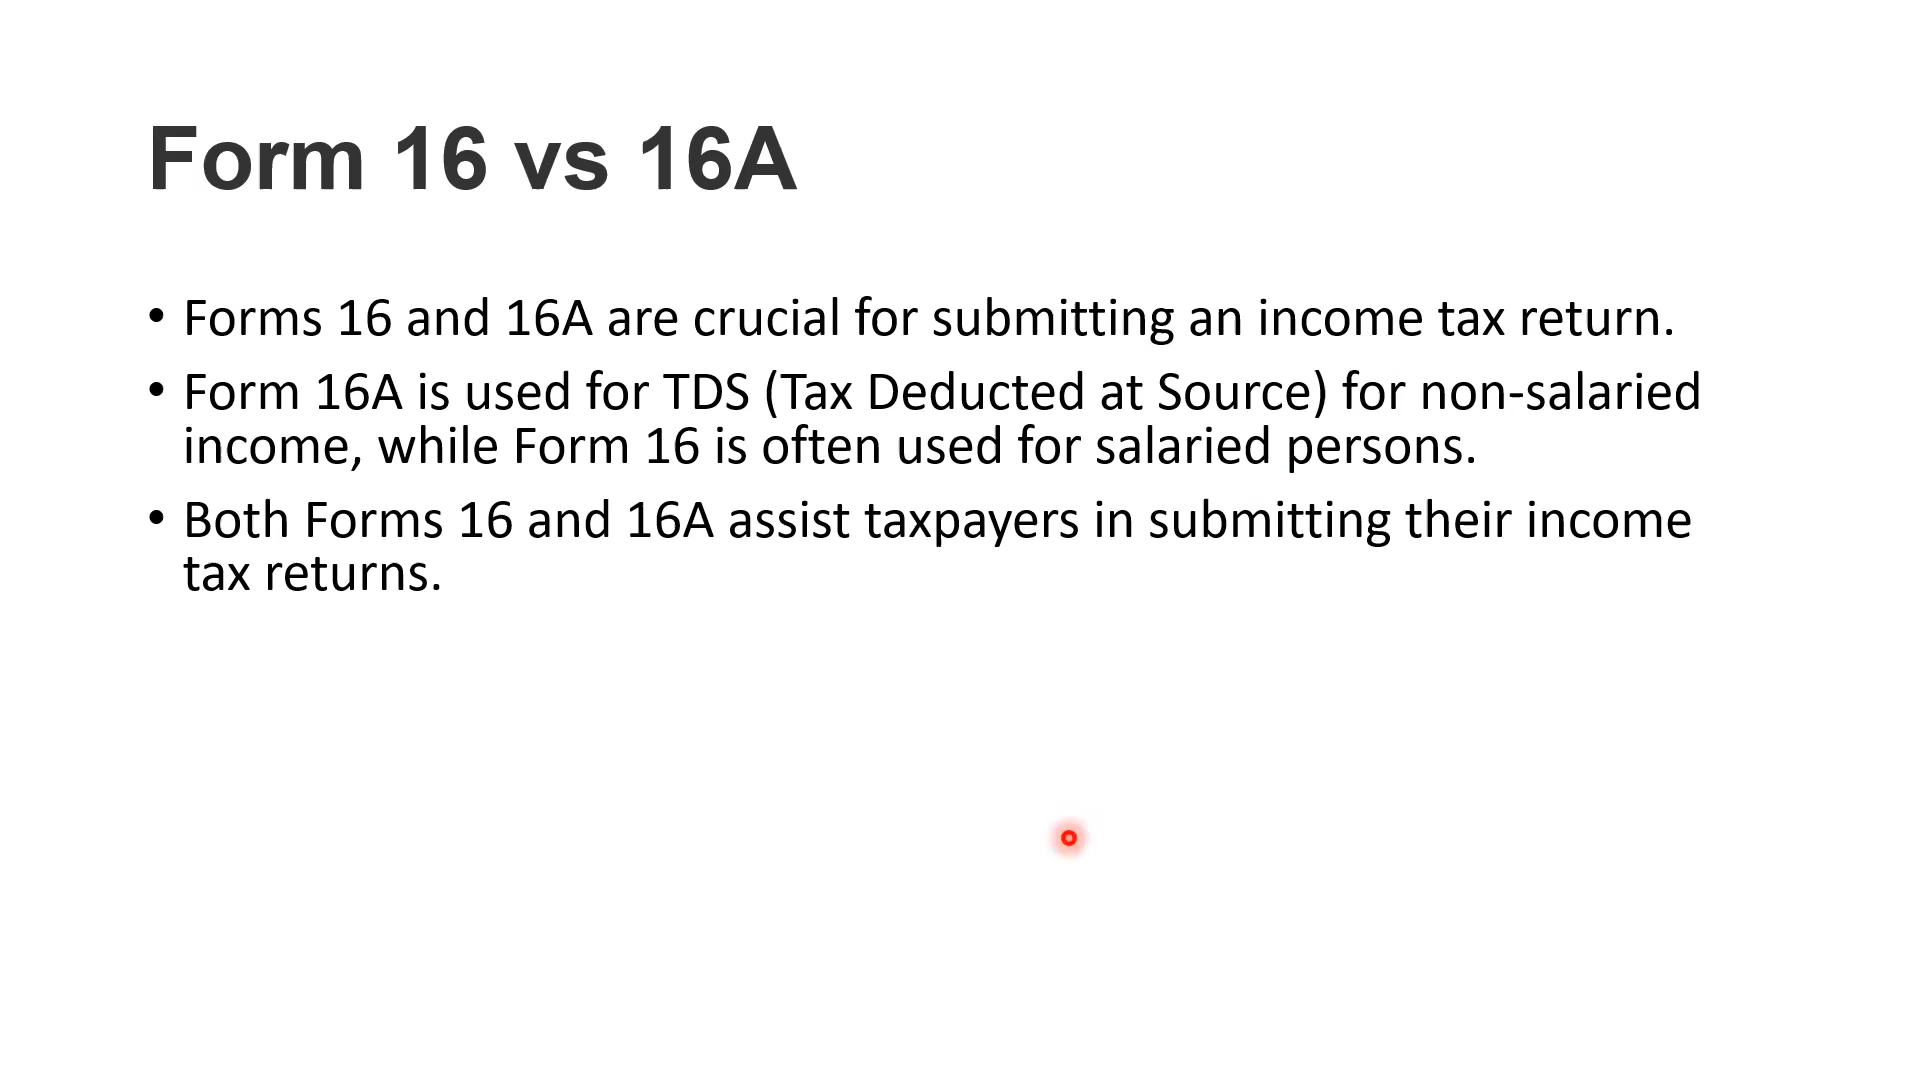 Form 16 vs 16A
• Forms 16 and 16A are crucial for submitting an income tax return.
• Form 16A is used for TDS (Tax Deducted at Source) for non-salaried
income, while Form 16 is often used for salaried persons.
• Both Forms 16 and 16A assist taxpayers in submitting their income
tax returns.